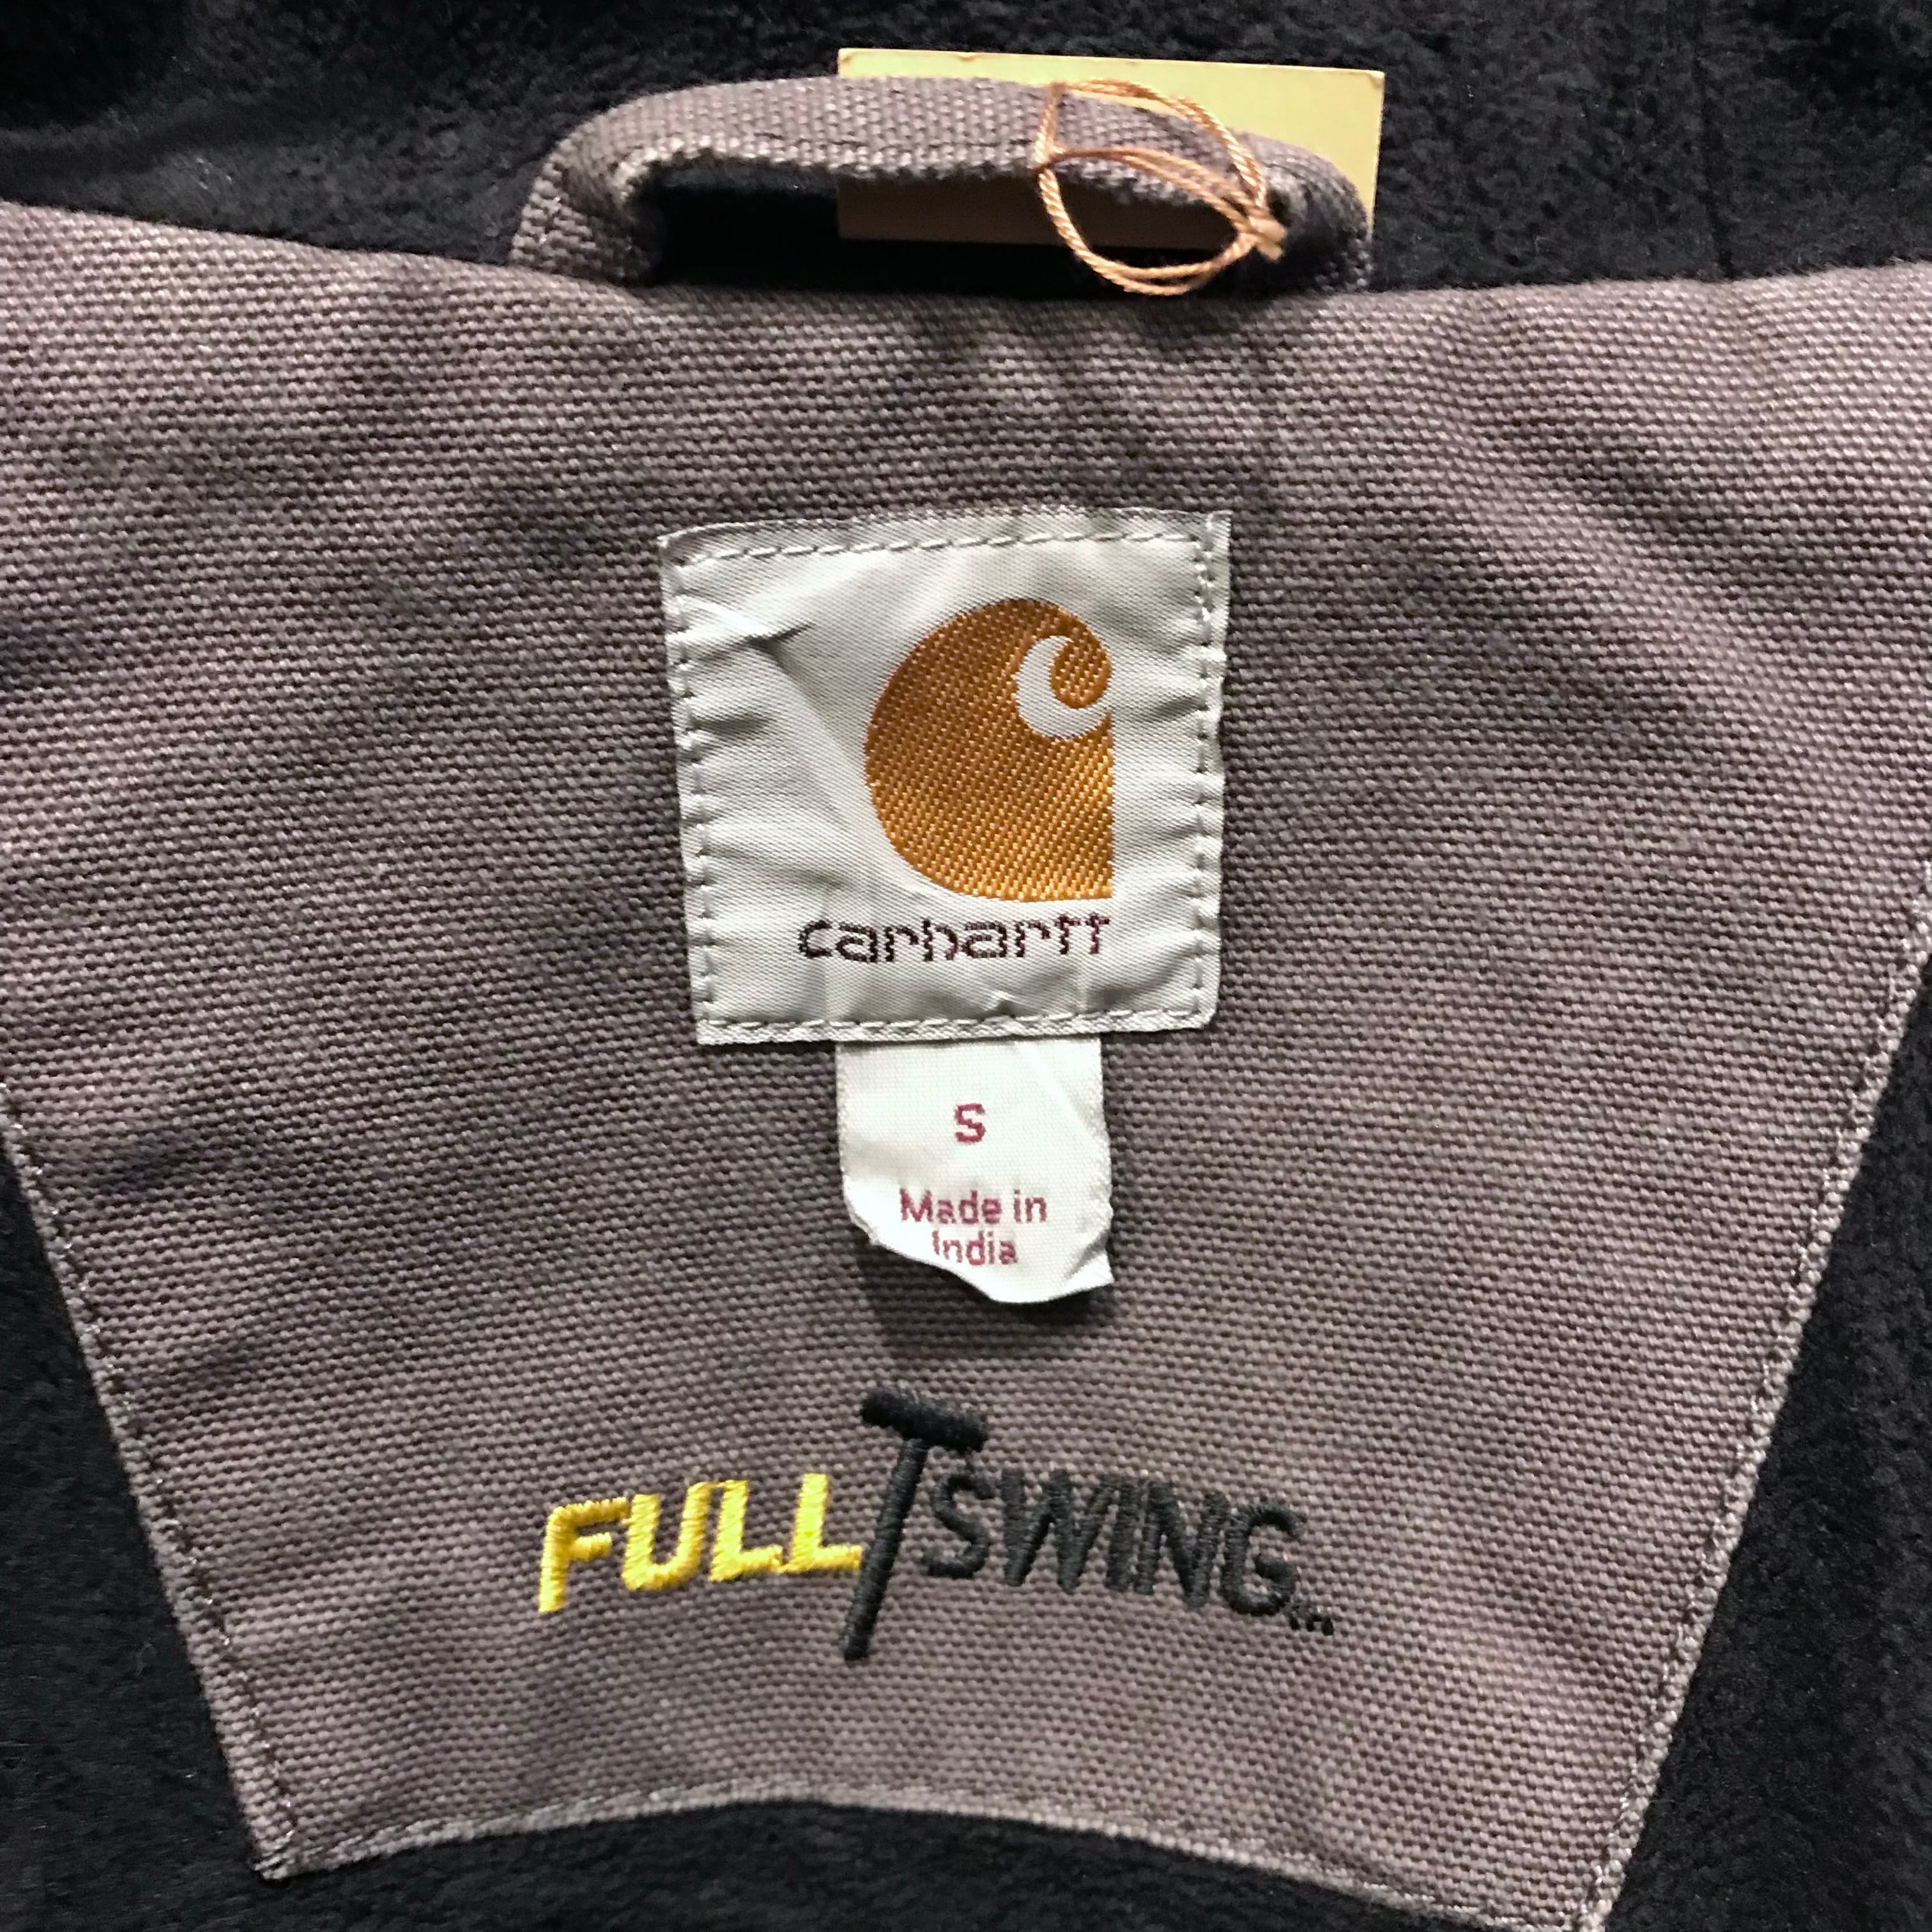 carhartt
S
Made in
India
FULL SWING